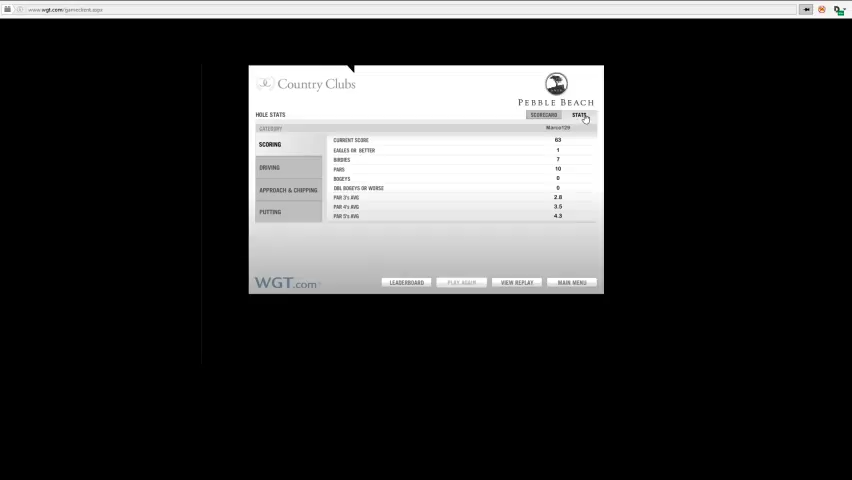 www.wgt.com/gameclient.aspx
Country Clubs
PEBBLE BEACH
HOLE STATS
SCORECARD
STATS
CATEGORY
Marco129
SCORING
DRIVING
APPROACH & CHIPPING
PUTTING
CURRENT SCORE 63
EAGLES OR BETTER 1
BIRDIES 7
PARS 10
BOGEYS 0
DBL BOGEYS OR WORSE 0
PAR 3's AVG 2.8
PAR 4's AVG 3.5
PAR 5's AVG 4.3
WGT.com
LEADERBOARD
PLAY AGAIN
VIEW REPLAY
MAIN MENU